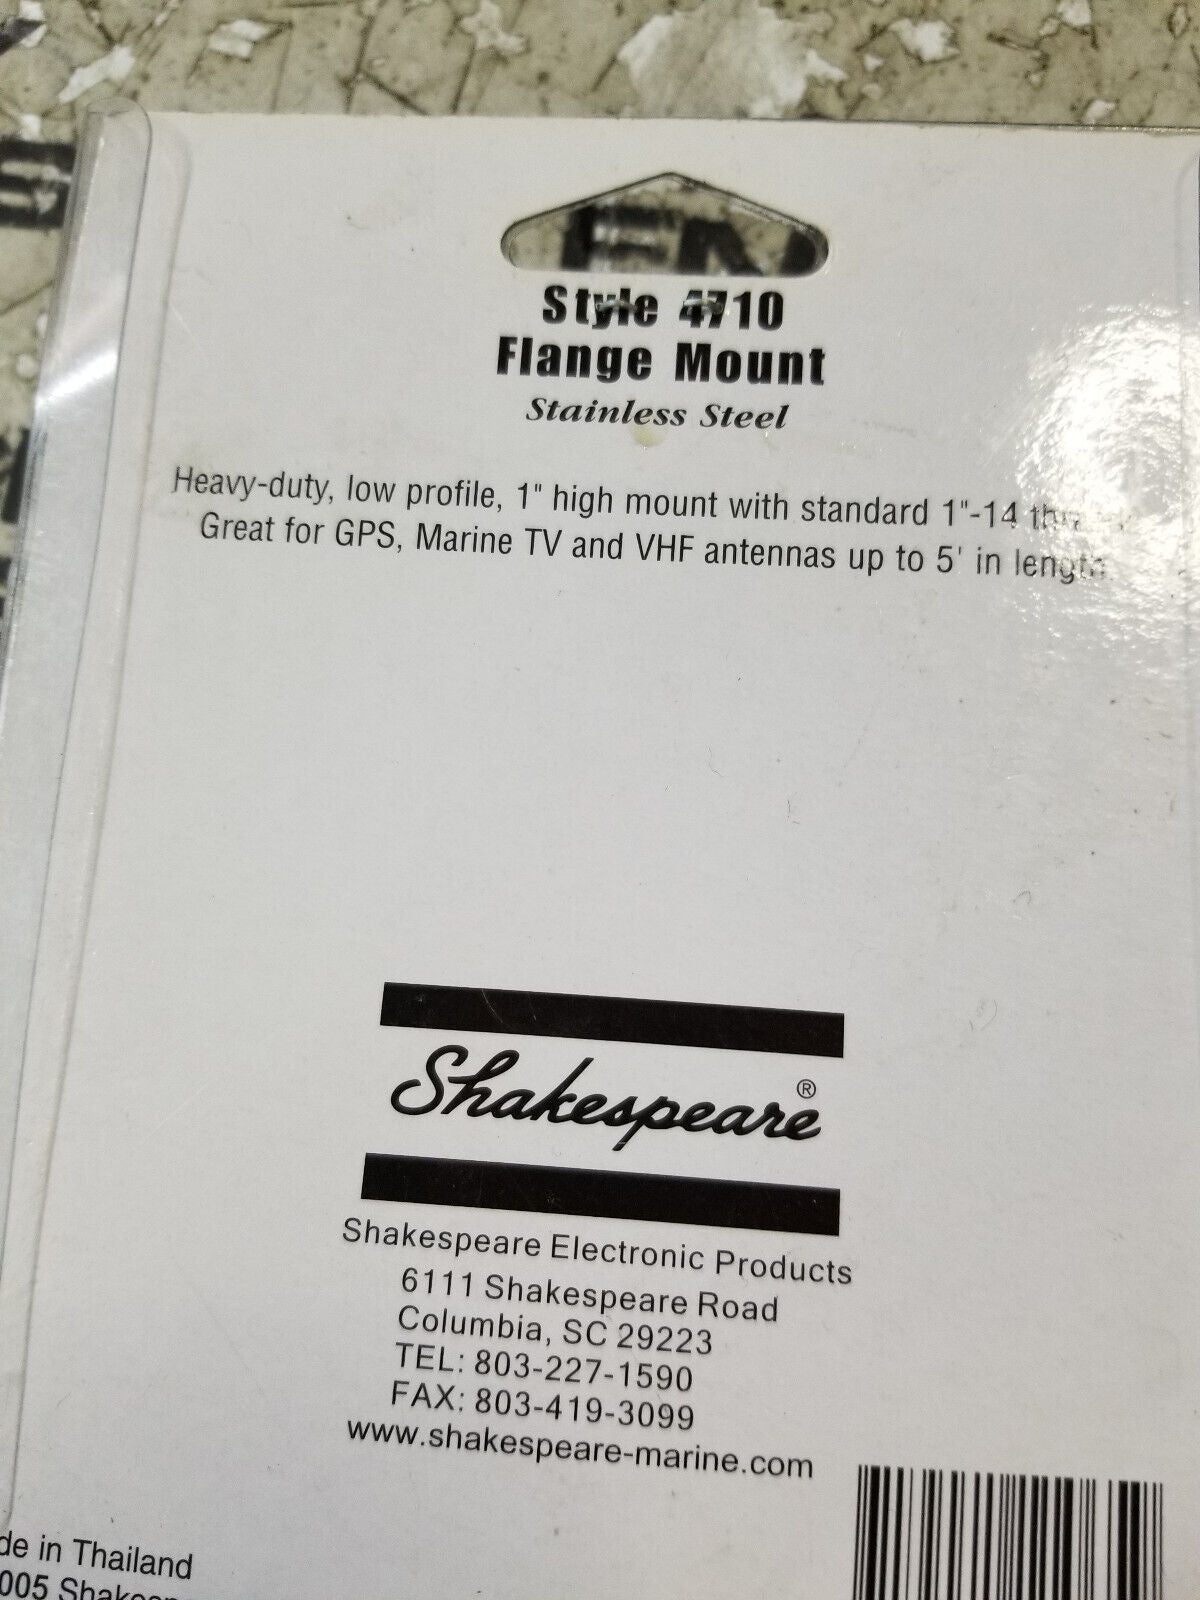 Style 4710
Flange Mount
Stainless Steel
Heavy-duty, low profile, 1" high mount with standard 1"-14
Great for GPS, Marine TV and VHF antennas up to 5' in length.
Shakespeare®
Shakespeare Electronic Products
6111 Shakespeare Road
Columbia, SC 29223
TEL: 803-227-1590
FAX: 803-419-3099
www.shakespeare-marine.com
de in Thailand
005